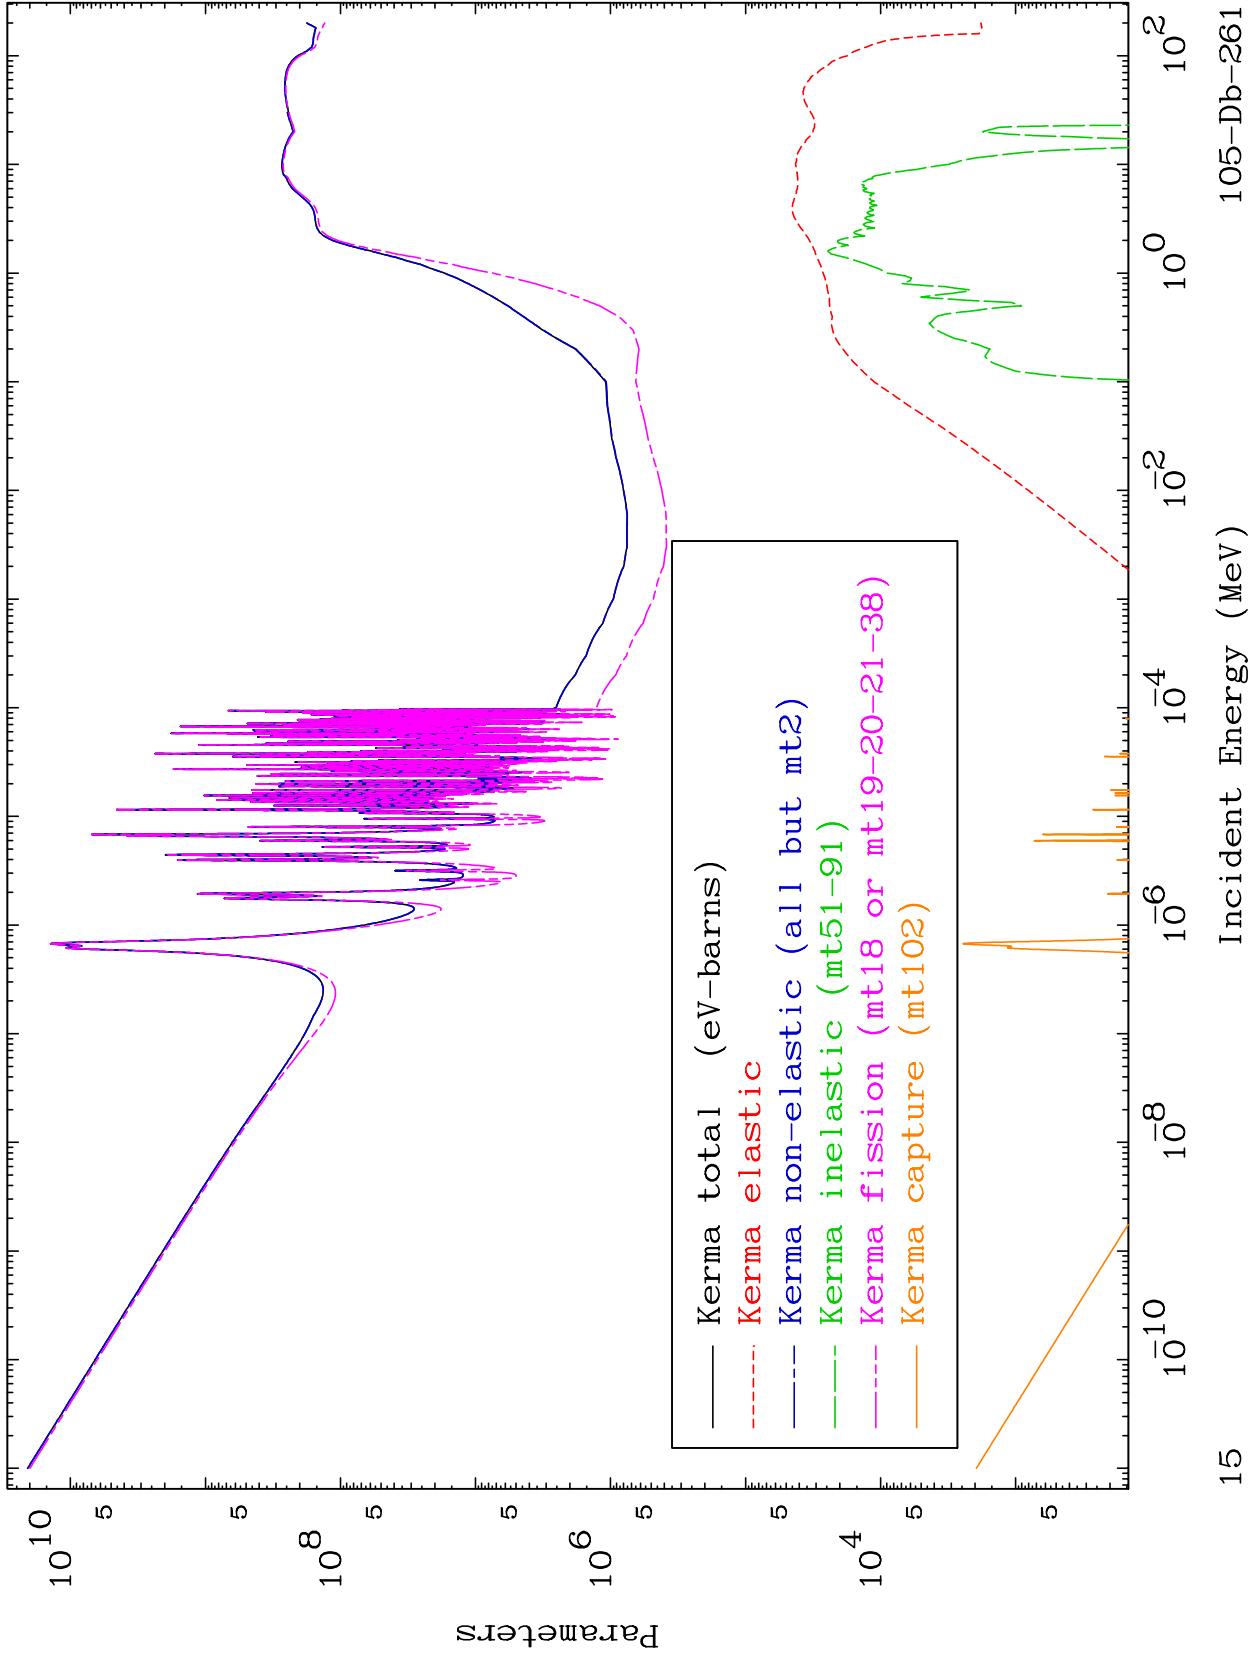 Parameters
10 10
5
5
10 8
5
5
10 6
5
5
10 4
5
5
Kerma total (eV-barns)
Kerma elastic
Kerma non-elastic (all but mt2)
Kerma inelastic (mt51-91)
Kerma fission (mt18 or mt19-20-21-38)
Kerma capture (mt102)
10 -10
10 -8
10 -6
10 -4
10 -2
10 0
10 2
15
Incident Energy (MeV)
105-Db-261